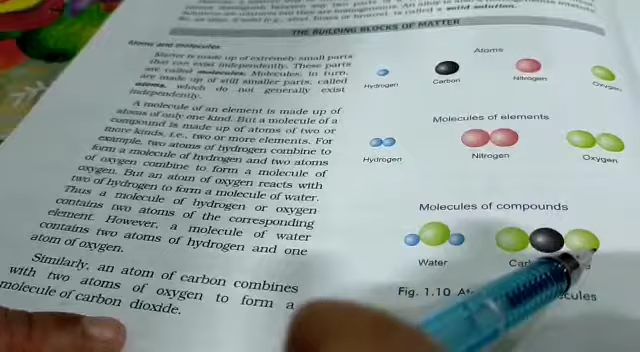 solid solution.
THE BUILDING BLOCKS OF MATTER
Atoms and molecules
Matter is made up of extremely small parts
that can exist independently. These parts
are called molecules. Molecules, in turn,
are made up of still smaller parts, called
atoms, which do not generally exist
independently.
A molecule of an element is made up of
atoms of only one kind. But a molecule of a
compound is made up of atoms of two or
more kinds, i.e., two or more elements. For
example, two atoms of hydrogen combine to
form a molecule of hydrogen and two atoms
of oxygen combine to form a molecule of
oxygen. But an atom of oxygen reacts with
two of hydrogen to form a molecule of water.
Thus a molecule of hydrogen or oxygen
contains two atoms of the corresponding
element. However, a molecule of water
contains two atoms of hydrogen and one
atom of oxygen.
Similarly, an atom of carbon combines
with two atoms of oxygen to form a
molecule of carbon dioxide.
Atoms
Hydrogen
Carbon
Nitrogen
Oxygen
Molecules of elements
Hydrogen
Nitrogen
Oxygen
Molecules of compounds
Water
Fig. 1.10